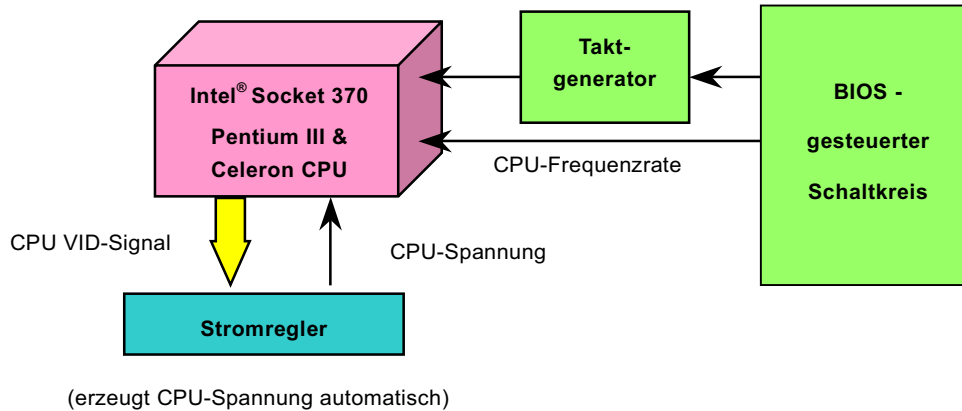 Intel® Socket 370
Pentium III &
Celeron CPU
Takt-
generator
BIOS -
gesteuerter
Schaltkreis
CPU-Frequenzrate
CPU VID-Signal
CPU-Spannung
Stromregler
(erzeugt CPU-Spannung automatisch)